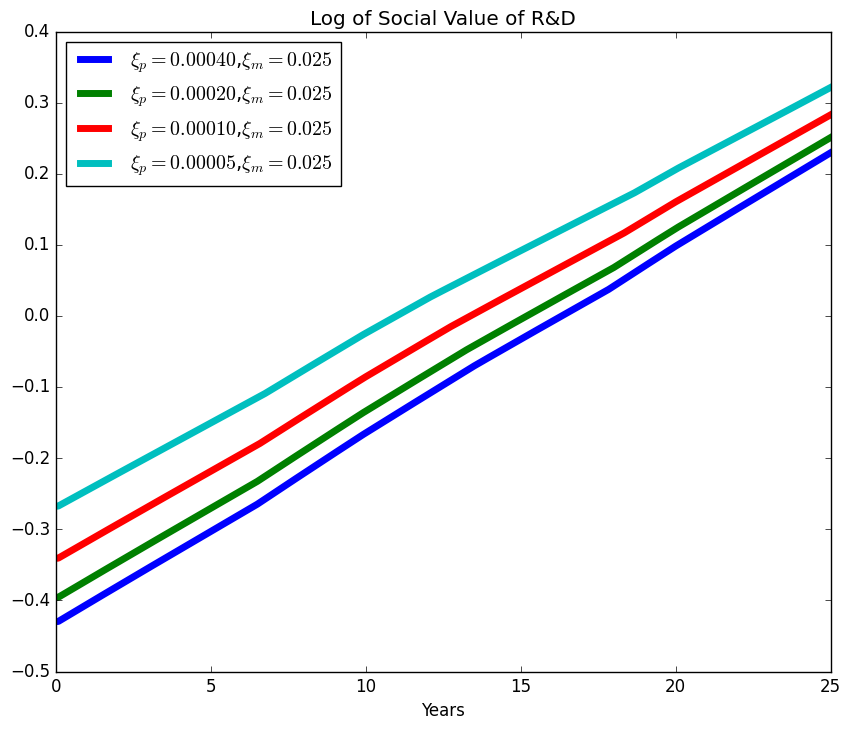 Log of Social Value of R&D
ξp = 0.00040,ξm = 0.025
ξp = 0.00020,ξm = 0.025
ξp = 0.00010,ξm = 0.025
ξp = 0.00005,ξm = 0.025
0.4
0.3
0.2
0.1
0.0
−0.1
−0.2
−0.3
−0.4
−0.5
0 5 10 15 20 25
Years